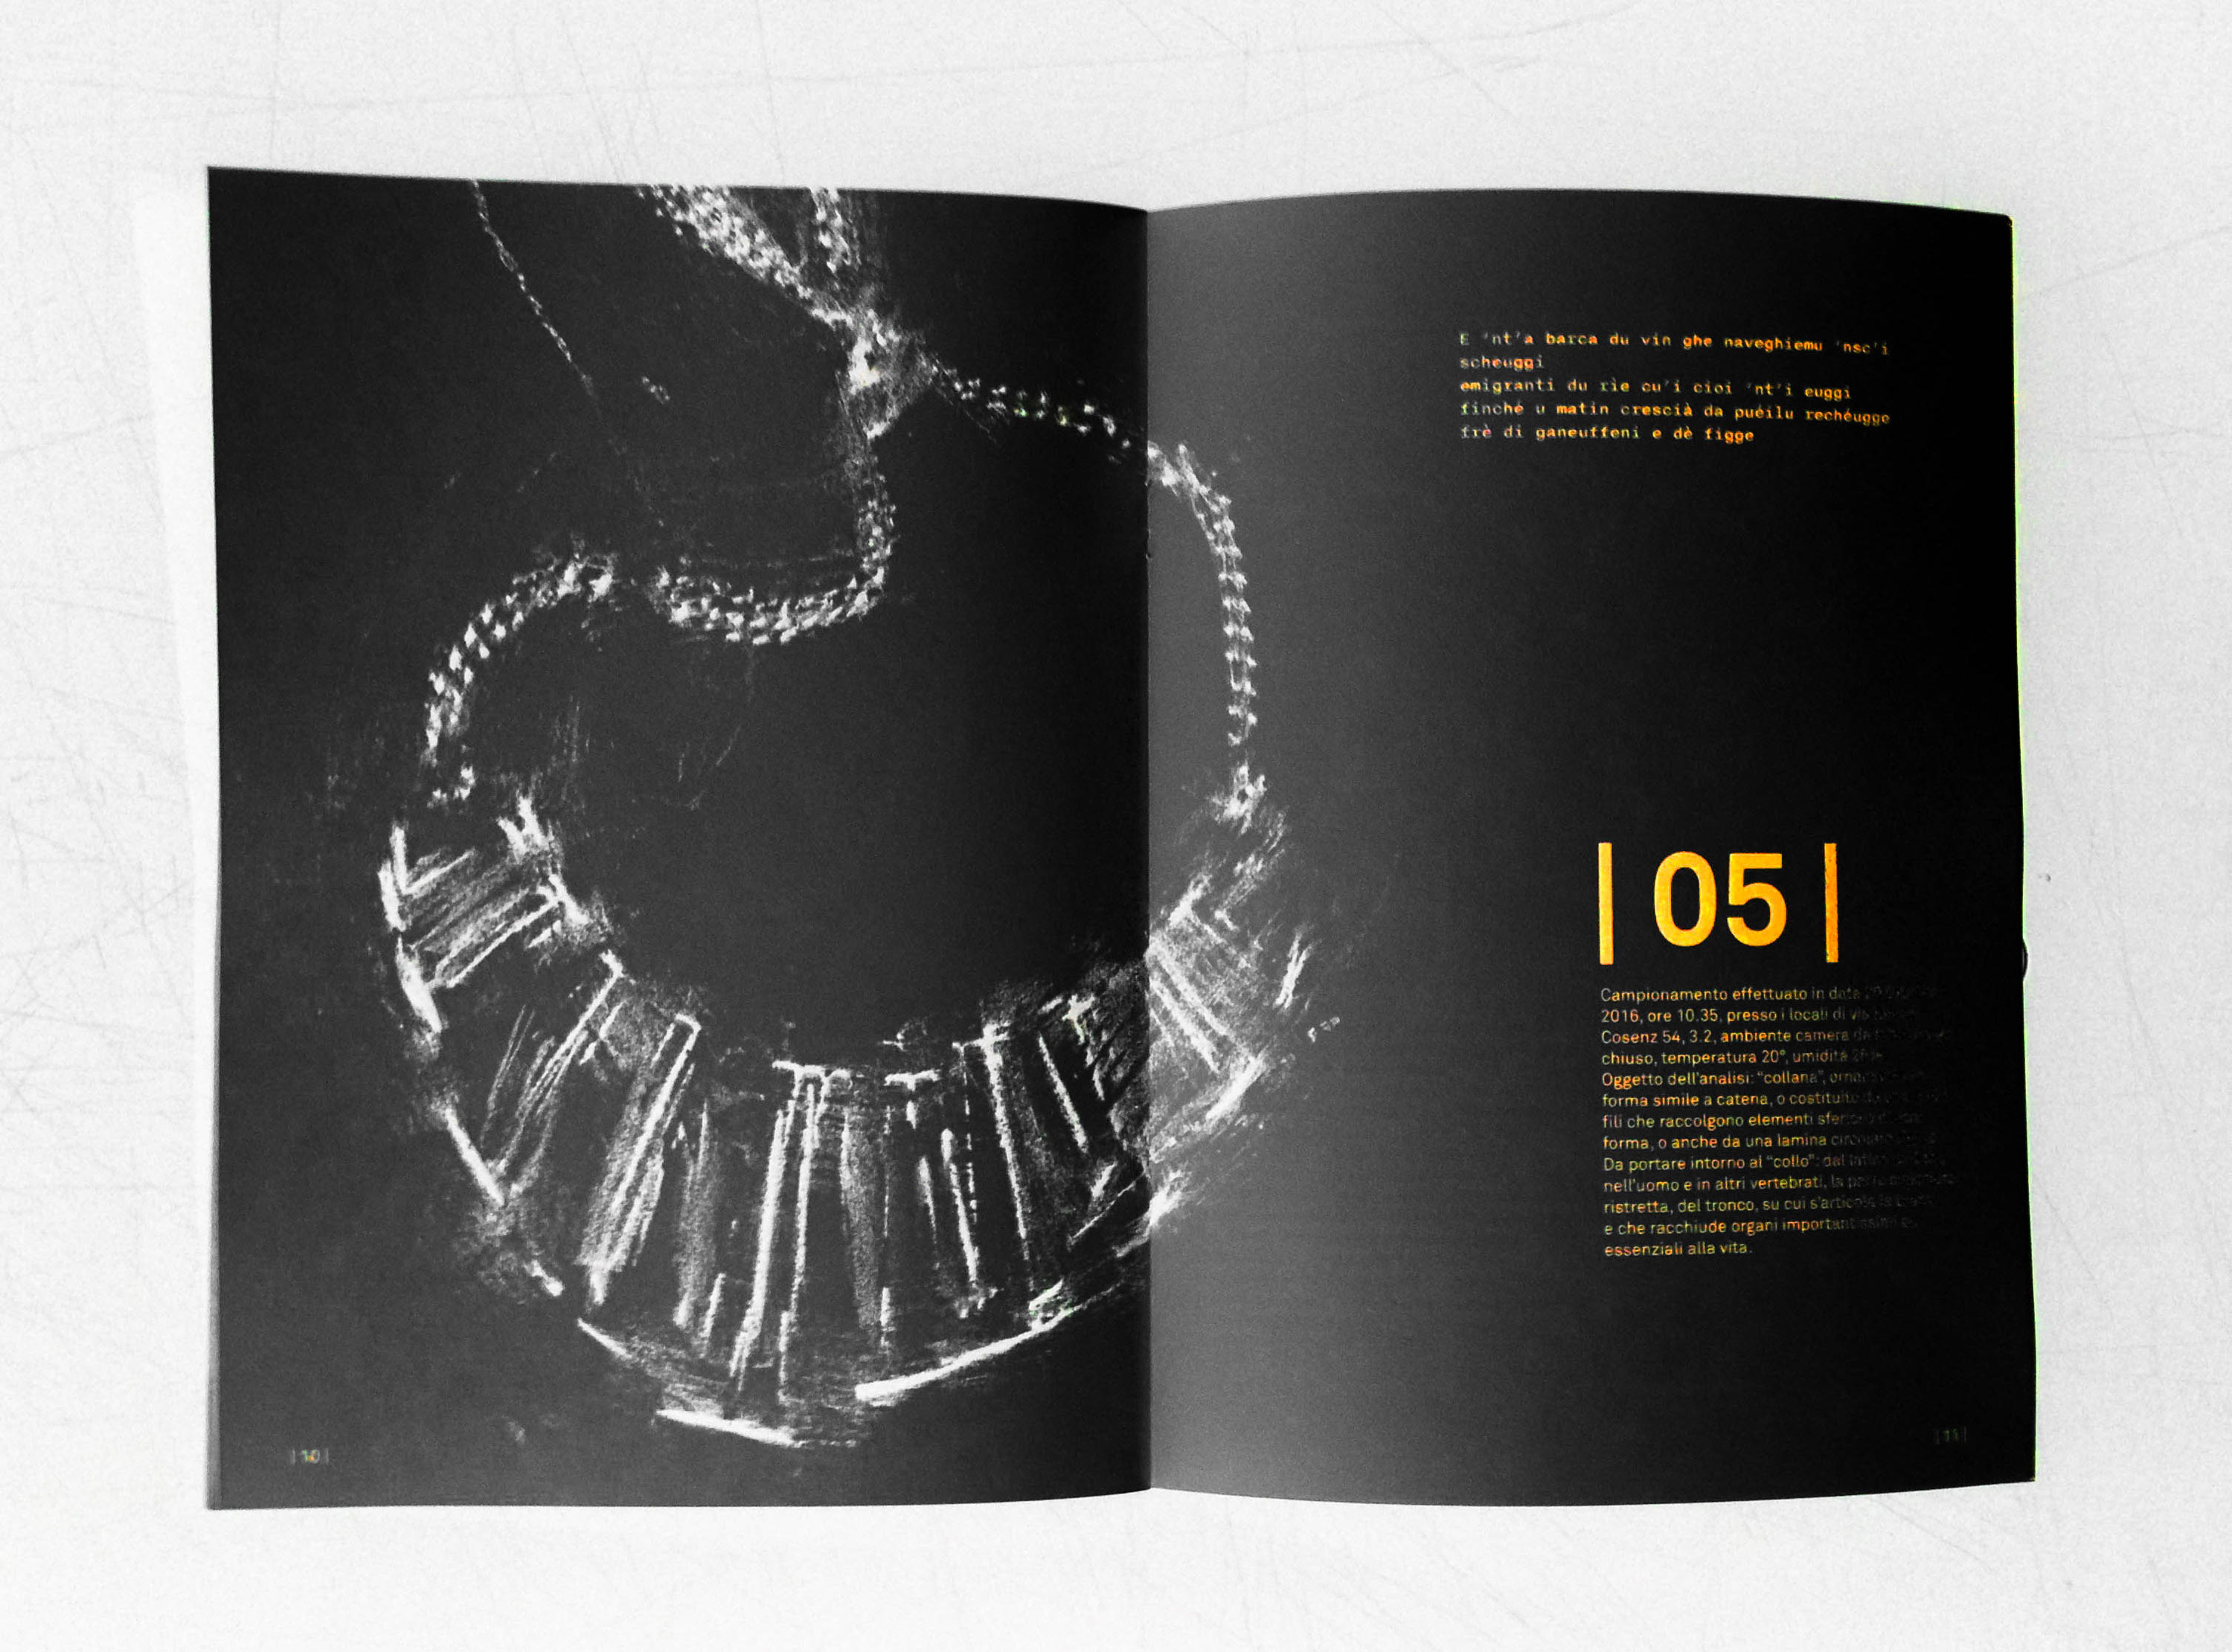 E 'nt'a barca du vin ghe naveghiemu 'nsc'i
scheuggi
emigranti du rìe cu'i cioi 'nt'i euggi
finché u matin crescià da puéilu rechéugge
frè di ganeuffeni e dè figge
| 05 |
Campionamento effettuato in data
2016, ore 10.35, presso i locali di via
Cosenz 54, 3.2, ambiente camera da
chiuso, temperatura 20°, umidità
Oggetto dell'analisi: "collana",
forma simile a catena, o costituito
fili che raccolgono elementi
forma, o anche da una lamina
Da portare intorno al "collo": dal
nell'uomo e in altri vertebrati, la
ristretta, del tronco, su cui s'articola la
e che racchiude organi importantissimi
essenziali alla vita.
|10|
|11|